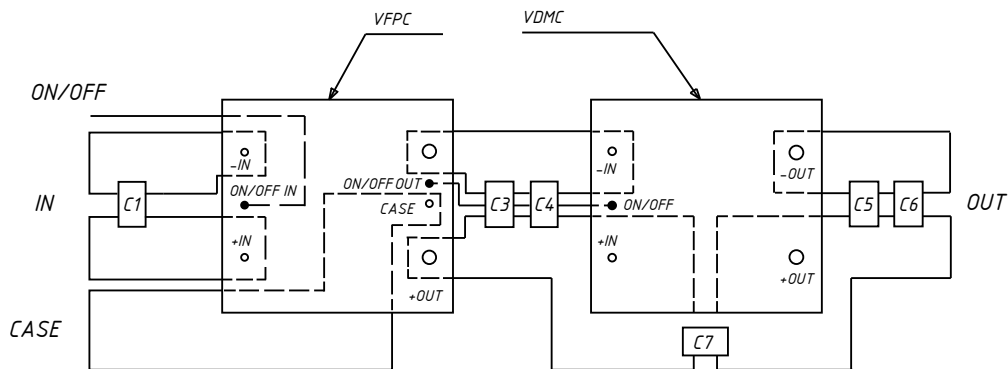 VFPC
VDMC
ON/OFF
-IN
ON/OFF IN
IN
C1
+IN
CASE
ON/OFF OUT
CASE
+OUT
C3
C4
-IN
ON/OFF
+IN
-OUT
+OUT
C5
C6
OUT
C7